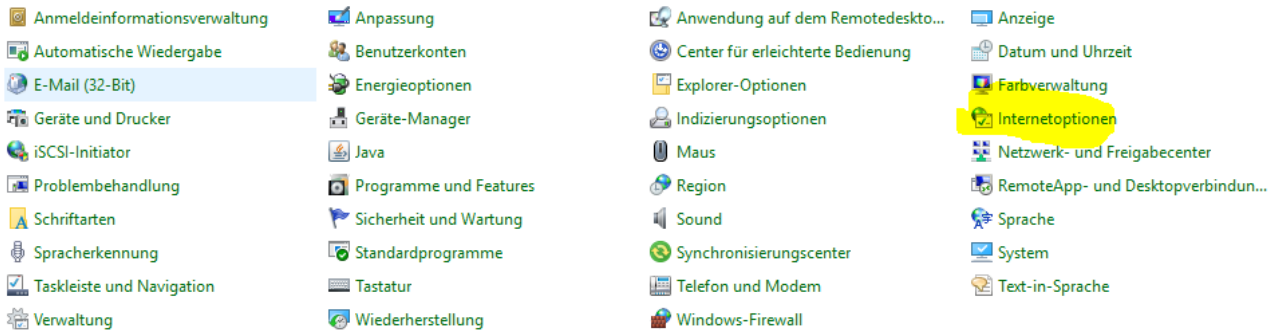 Anmeldeinformationsverwaltung
Anpassung
Anwendung auf dem Remotedeskto...
Anzeige
Automatische Wiedergabe
Benutzerkonten
Center für erleichterte Bedienung
Datum und Uhrzeit
E-Mail (32-Bit)
Energieoptionen
Explorer-Optionen
Farbverwaltung
Geräte und Drucker
Geräte-Manager
Indizierungsoptionen
Internetoptionen
iSCSI-Initiator
Java
Maus
Netzwerk- und Freigabecenter
Problembehandlung
Programme und Features
Region
RemoteApp- und Desktopverbindun...
Schriftarten
Sicherheit und Wartung
Sound
Sprache
Spracherkennung
Standardprogramme
Synchronisierungscenter
System
Taskleiste und Navigation
Tastatur
Telefon und Modem
Text-in-Sprache
Verwaltung
Wiederherstellung
Windows-Firewall